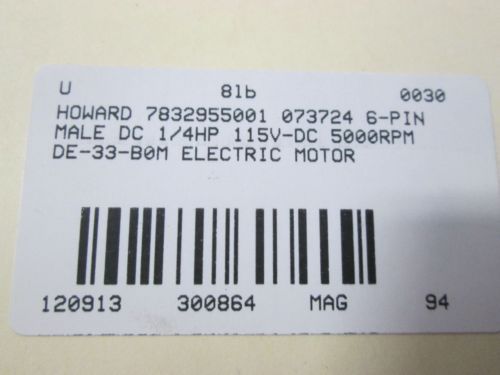 U 8lb 0030
HOWARD 7832955001 073724 6-PIN
MALE DC 1/4HP 115V-DC 5000RPM
DE-33-B0M ELECTRIC MOTOR
120913 300864 MAG 94